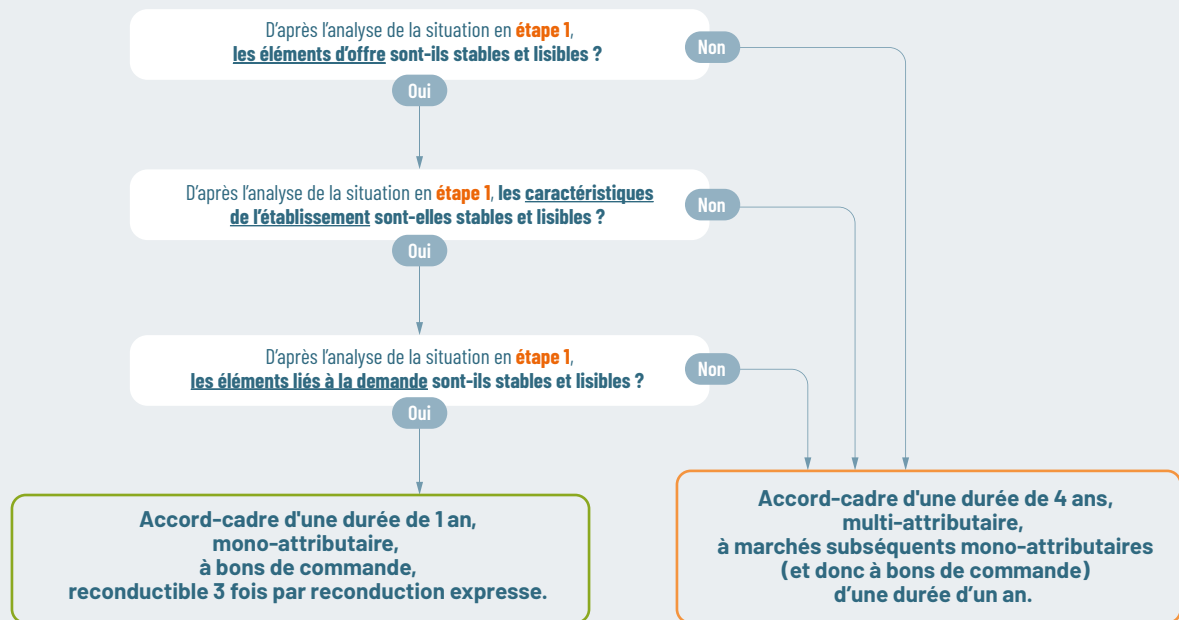 D'après l'analyse de la situation en étape 1,
les éléments d'offre sont-ils stables et lisibles ?
Non
Oui
D'après l'analyse de la situation en étape 1, les caractéristiques
de l'établissement sont-elles stables et lisibles ?
Non
Oui
D'après l'analyse de la situation en étape 1,
les éléments liés à la demande sont-ils stables et lisibles ?
Non
Oui
Accord-cadre d'une durée de 1 an,
mono-attributaire,
à bons de commande,
reconductible 3 fois par reconduction expresse.
Accord-cadre d'une durée de 4 ans,
multi-attributaire,
à marchés subséquents mono-attributaires
(et donc à bons de commande)
d'une durée d'un an.